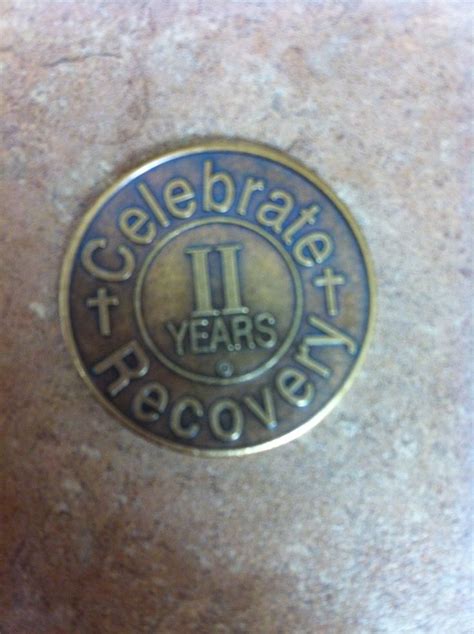 Celebrate
II
YEARS
Recovery